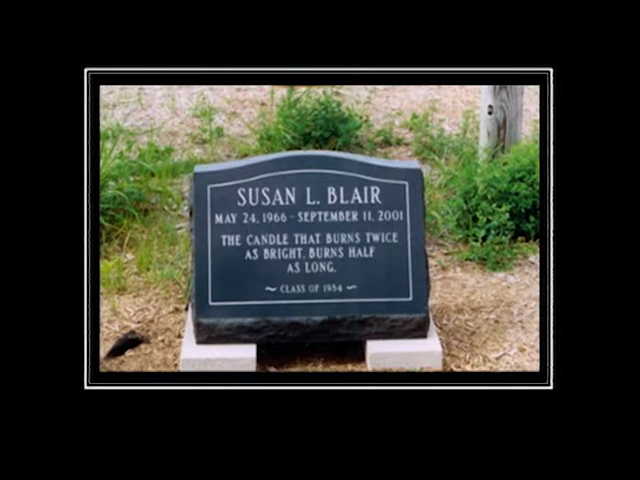 SUSAN L. BLAIR
MAY 24, 1966 - SEPTEMBER 11, 2001
THE CANDLE THAT BURNS TWICE
AS BRIGHT, BURNS HALF
AS LONG.
~ CLASS OF 1984 ~